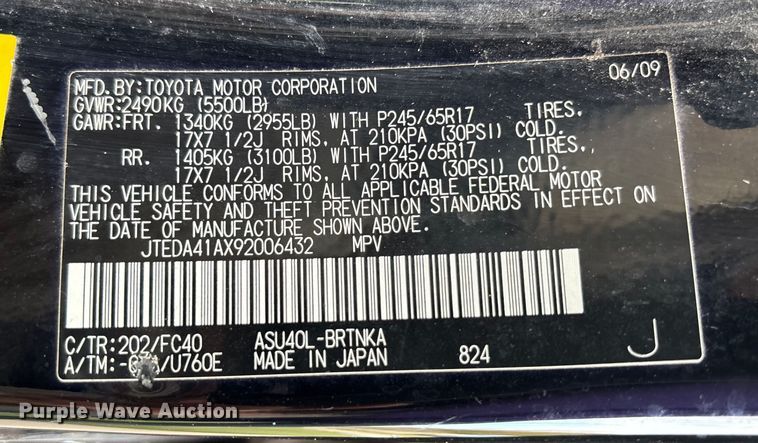 MFD.BY:TOYOTA MOTOR CORPORATION 06/09
GVWR:2490KG (5500LB)
GAWR:FRT. 1340KG (2955LB) WITH P245/65R17 TIRES,
17X7 1/2J RIMS, AT 210KPA (30PSI) COLD.
RR. 1405KG (3100LB) WITH P245/65R17 TIRES,
17X7 1/2J RIMS, AT 210KPA (30PSI) COLD.
THIS VEHICLE CONFORMS TO ALL APPLICABLE FEDERAL MOTOR
VEHICLE SAFETY AND THEFT PREVENTION STANDARDS IN EFFECT ON
THE DATE OF MANUFACTURE SHOWN ABOVE.
JTEDA41AX92006432 MPV
C/TR:202/FC40 ASU40L-BRTNKA
A/TM: /U760E MADE IN JAPAN 824 J
Purple Wave Auction